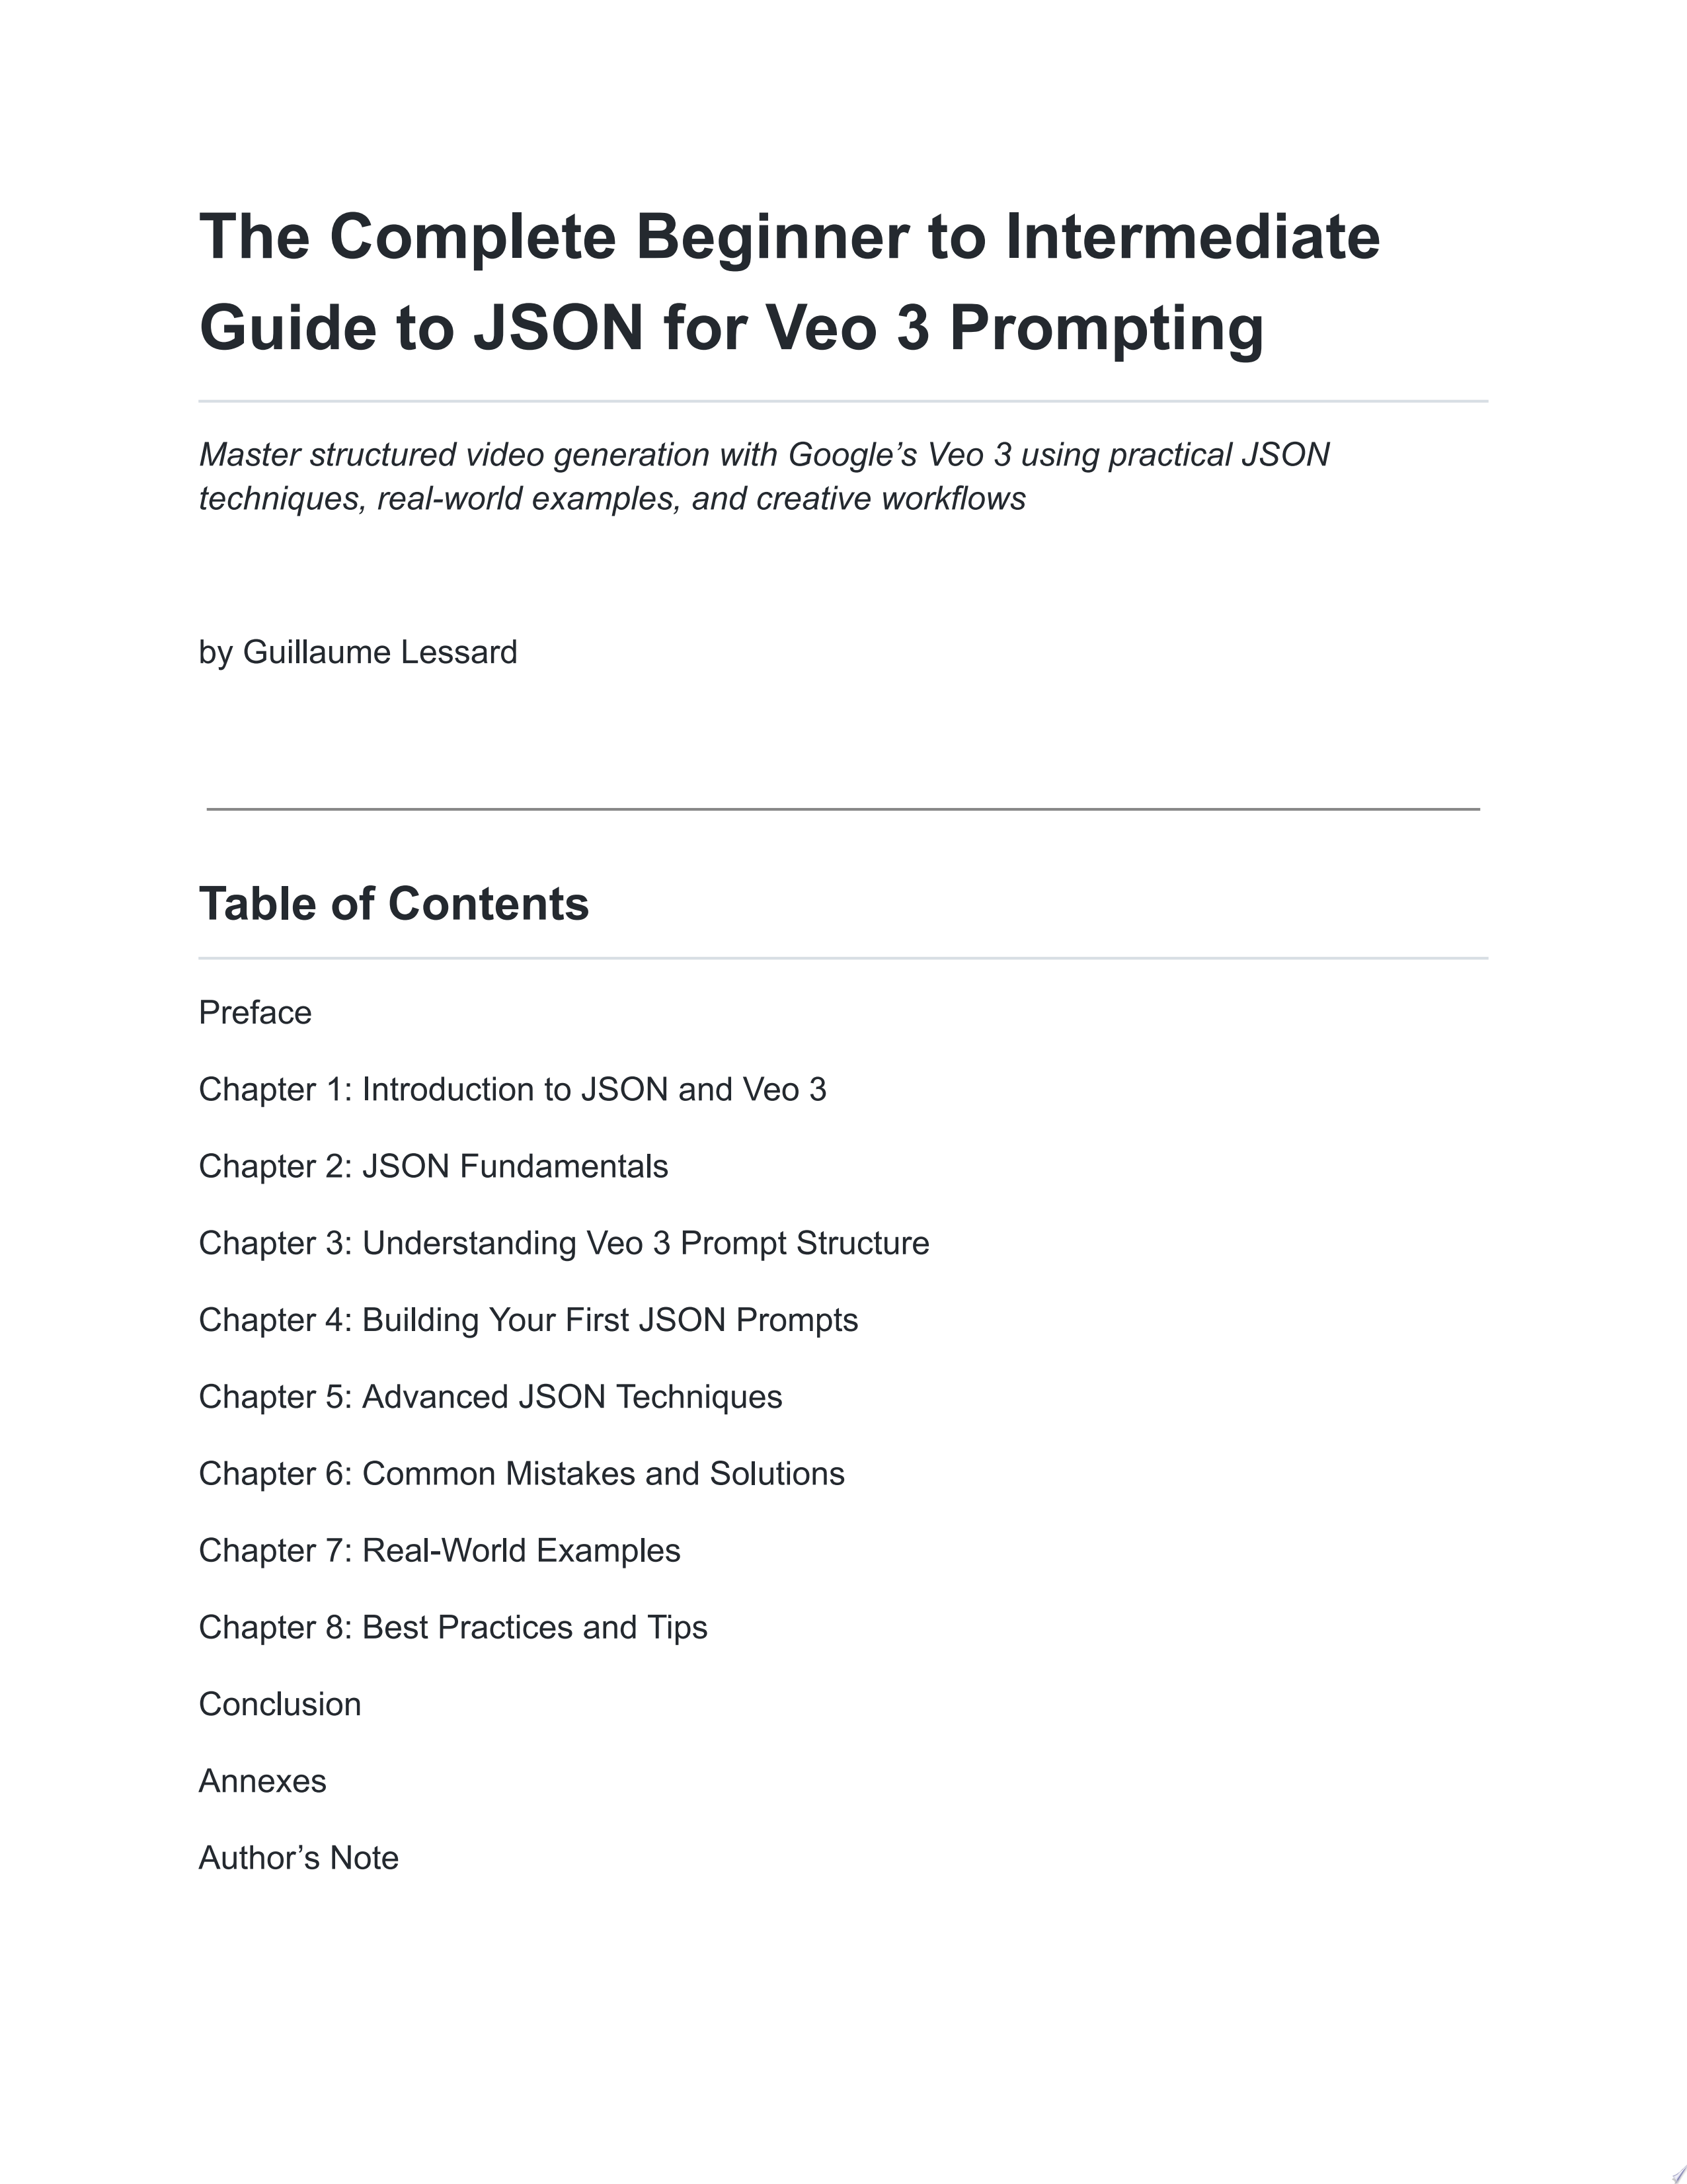 The Complete Beginner to Intermediate
Guide to JSON for Veo 3 Prompting
Master structured video generation with Google’s Veo 3 using practical JSON
techniques, real-world examples, and creative workflows
by Guillaume Lessard
Table of Contents
Preface
Chapter 1: Introduction to JSON and Veo 3
Chapter 2: JSON Fundamentals
Chapter 3: Understanding Veo 3 Prompt Structure
Chapter 4: Building Your First JSON Prompts
Chapter 5: Advanced JSON Techniques
Chapter 6: Common Mistakes and Solutions
Chapter 7: Real-World Examples
Chapter 8: Best Practices and Tips
Conclusion
Annexes
Author’s Note